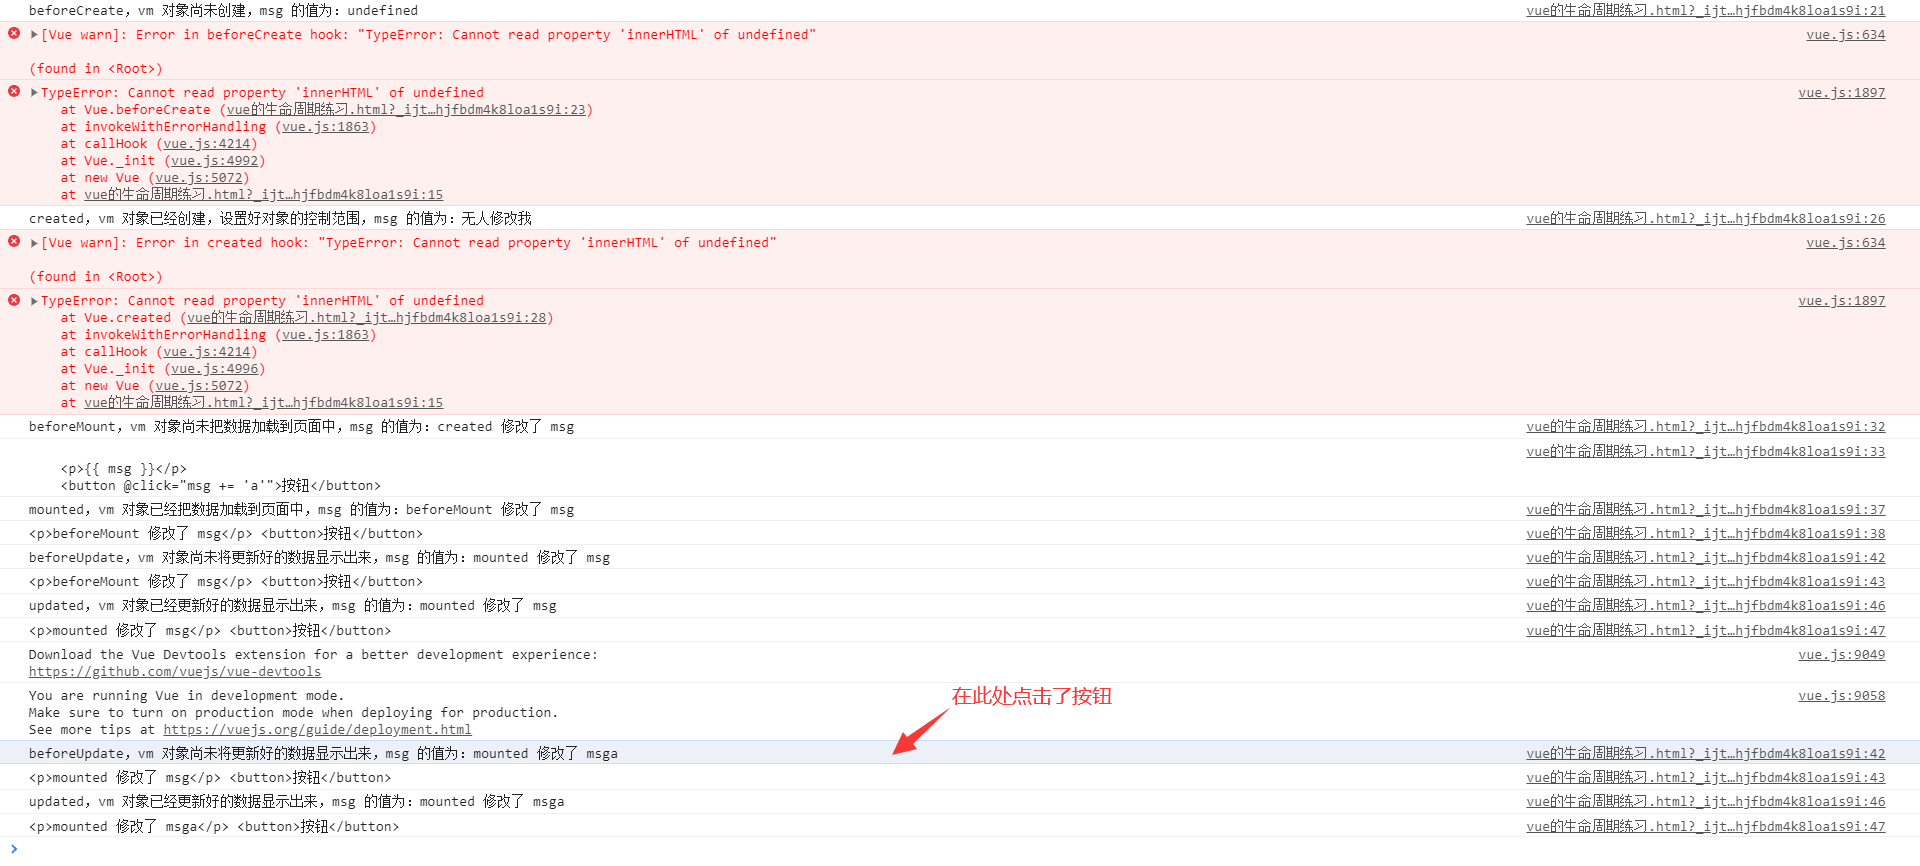 beforeCreate，vm 对象尚未创建，msg 的值为：undefined vue的生命周期练习.html?_ijt…hjfbdm4k8loa1s9i:21
[Vue warn]: Error in beforeCreate hook: "TypeError: Cannot read property 'innerHTML' of undefined" vue.js:634
(found in <Root>)
TypeError: Cannot read property 'innerHTML' of undefined vue.js:1897
at Vue.beforeCreate (vue的生命周期练习.html?_ijt…hjfbdm4k8loa1s9i:23)
at invokeWithErrorHandling (vue.js:1863)
at callHook (vue.js:4214)
at Vue._init (vue.js:4992)
at new Vue (vue.js:5072)
at vue的生命周期练习.html?_ijt…hjfbdm4k8loa1s9i:15
created，vm 对象已经创建，设置好对象的控制范围，msg 的值为：无人修改我 vue的生命周期练习.html?_ijt…hjfbdm4k8loa1s9i:26
[Vue warn]: Error in created hook: "TypeError: Cannot read property 'innerHTML' of undefined" vue.js:634
(found in <Root>)
TypeError: Cannot read property 'innerHTML' of undefined vue.js:1897
at Vue.created (vue的生命周期练习.html?_ijt…hjfbdm4k8loa1s9i:28)
at invokeWithErrorHandling (vue.js:1863)
at callHook (vue.js:4214)
at Vue._init (vue.js:4996)
at new Vue (vue.js:5072)
at vue的生命周期练习.html?_ijt…hjfbdm4k8loa1s9i:15
beforeMount，vm 对象尚未把数据加载到页面中，msg 的值为：created 修改了 msg vue的生命周期练习.html?_ijt…hjfbdm4k8loa1s9i:32
vue的生命周期练习.html?_ijt…hjfbdm4k8loa1s9i:33
<p>{{ msg }}</p>
<button @click="msg += 'a'">按钮</button>
mounted，vm 对象已经把数据加载到页面中，msg 的值为：beforeMount 修改了 msg vue的生命周期练习.html?_ijt…hjfbdm4k8loa1s9i:37
<p>beforeMount 修改了 msg</p> <button>按钮</button> vue的生命周期练习.html?_ijt…hjfbdm4k8loa1s9i:38
beforeUpdate，vm 对象尚未将更新好的数据显示出来，msg 的值为：mounted 修改了 msg vue的生命周期练习.html?_ijt…hjfbdm4k8loa1s9i:42
<p>beforeMount 修改了 msg</p> <button>按钮</button> vue的生命周期练习.html?_ijt…hjfbdm4k8loa1s9i:43
updated，vm 对象已经更新好的数据显示出来，msg 的值为：mounted 修改了 msg vue的生命周期练习.html?_ijt…hjfbdm4k8loa1s9i:46
<p>mounted 修改了 msg</p> <button>按钮</button> vue的生命周期练习.html?_ijt…hjfbdm4k8loa1s9i:47
Download the Vue Devtools extension for a better development experience: vue.js:9049
https://github.com/vuejs/vue-devtools
You are running Vue in development mode. vue.js:9058
在此处点击了按钮
Make sure to turn on production mode when deploying for production.
See more tips at https://vuejs.org/guide/deployment.html
beforeUpdate，vm 对象尚未将更新好的数据显示出来，msg 的值为：mounted 修改了 msga vue的生命周期练习.html?_ijt…hjfbdm4k8loa1s9i:42
<p>mounted 修改了 msg</p> <button>按钮</button> vue的生命周期练习.html?_ijt…hjfbdm4k8loa1s9i:43
updated，vm 对象已经更新好的数据显示出来，msg 的值为：mounted 修改了 msga vue的生命周期练习.html?_ijt…hjfbdm4k8loa1s9i:46
<p>mounted 修改了 msga</p> <button>按钮</button> vue的生命周期练习.html?_ijt…hjfbdm4k8loa1s9i:47